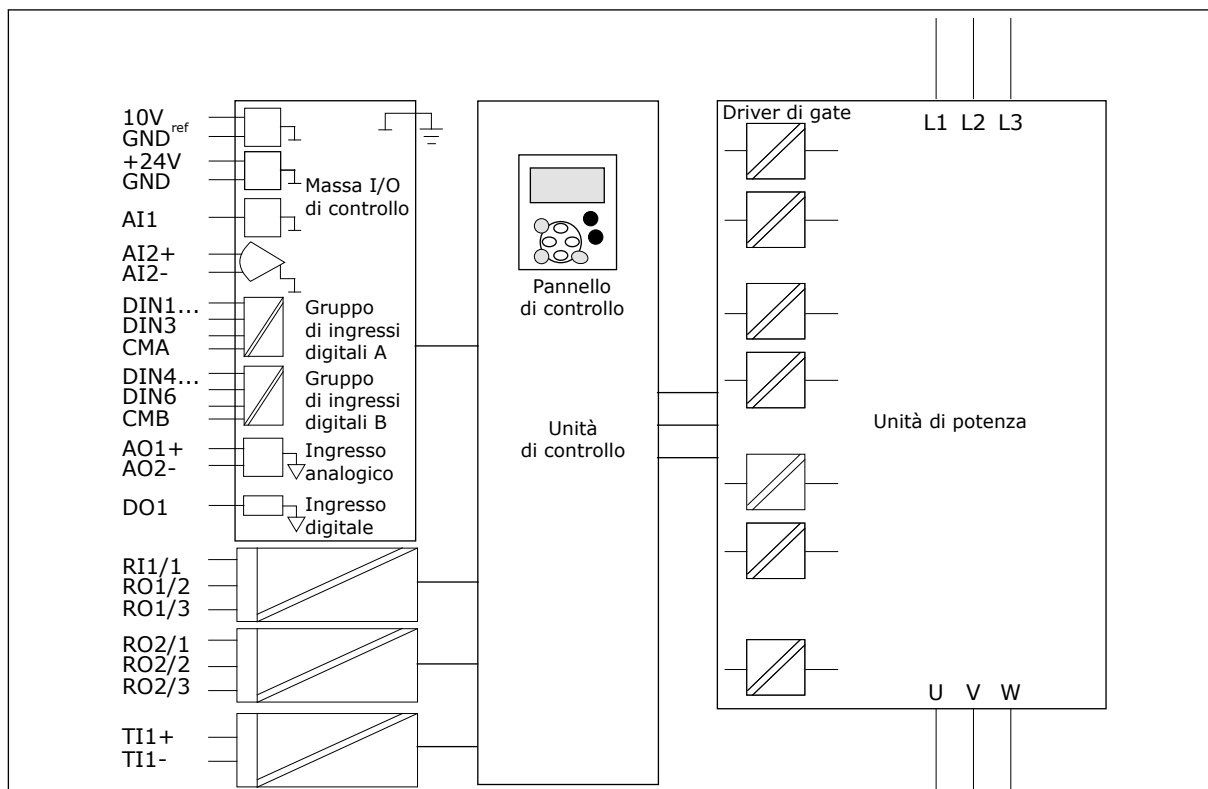 10V
GND ref
+24V
GND
AI1
AI2+
AI2-
DIN1...
DIN3
CMA
DIN4...
DIN6
CMB
AO1+
AO2-
DO1
RI1/1
RO1/2
RO1/3
RO2/1
RO2/2
RO2/3
TI1+
TI1-
Massa I/O
di controllo
Gruppo
di ingressi
digitali A
Gruppo
di ingressi
digitali B
Ingresso
analogico
Ingresso
digitale
Pannello
di controllo
Unità
di controllo
Driver di gate
L1 L2 L3
Unità di potenza
U V W